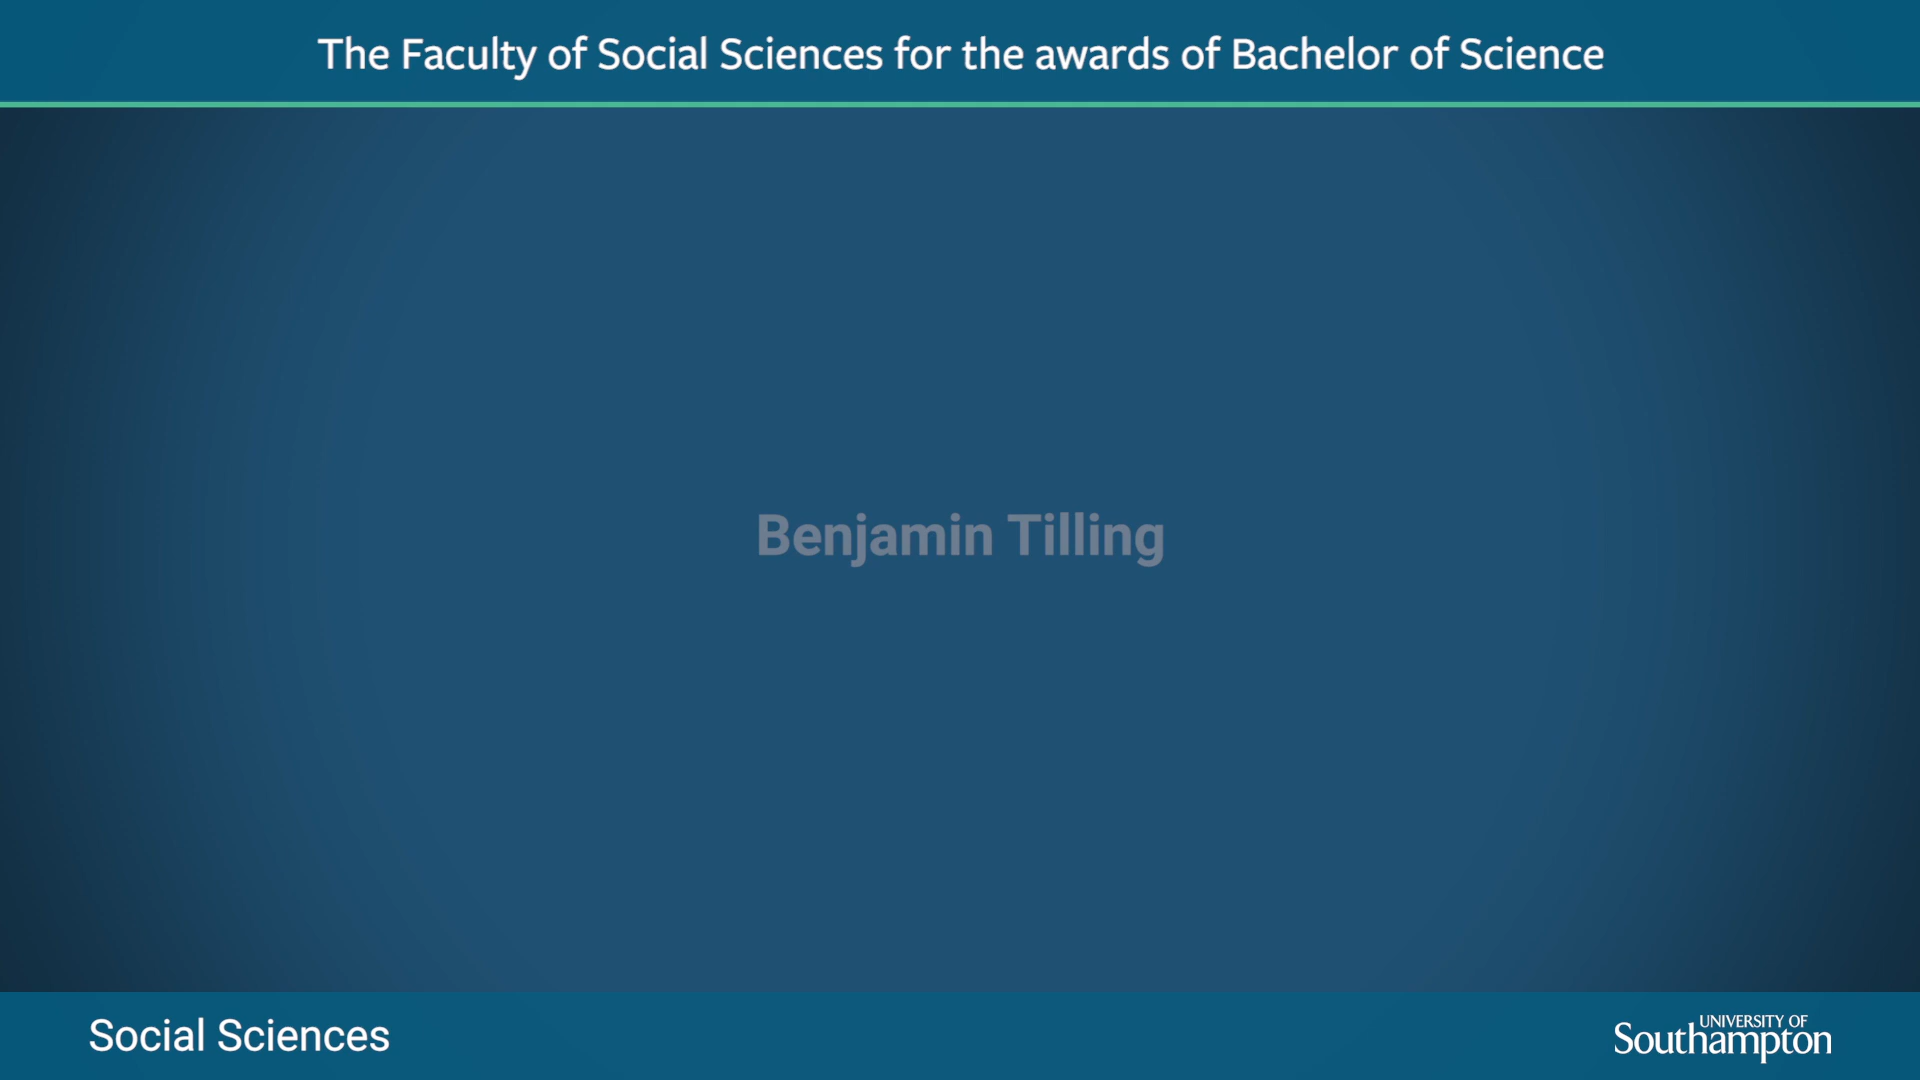 The Faculty of Social Sciences for the awards of Bachelor of Science
Benjamin Tilling
Social Sciences
UNIVERSITY OF
Southampton